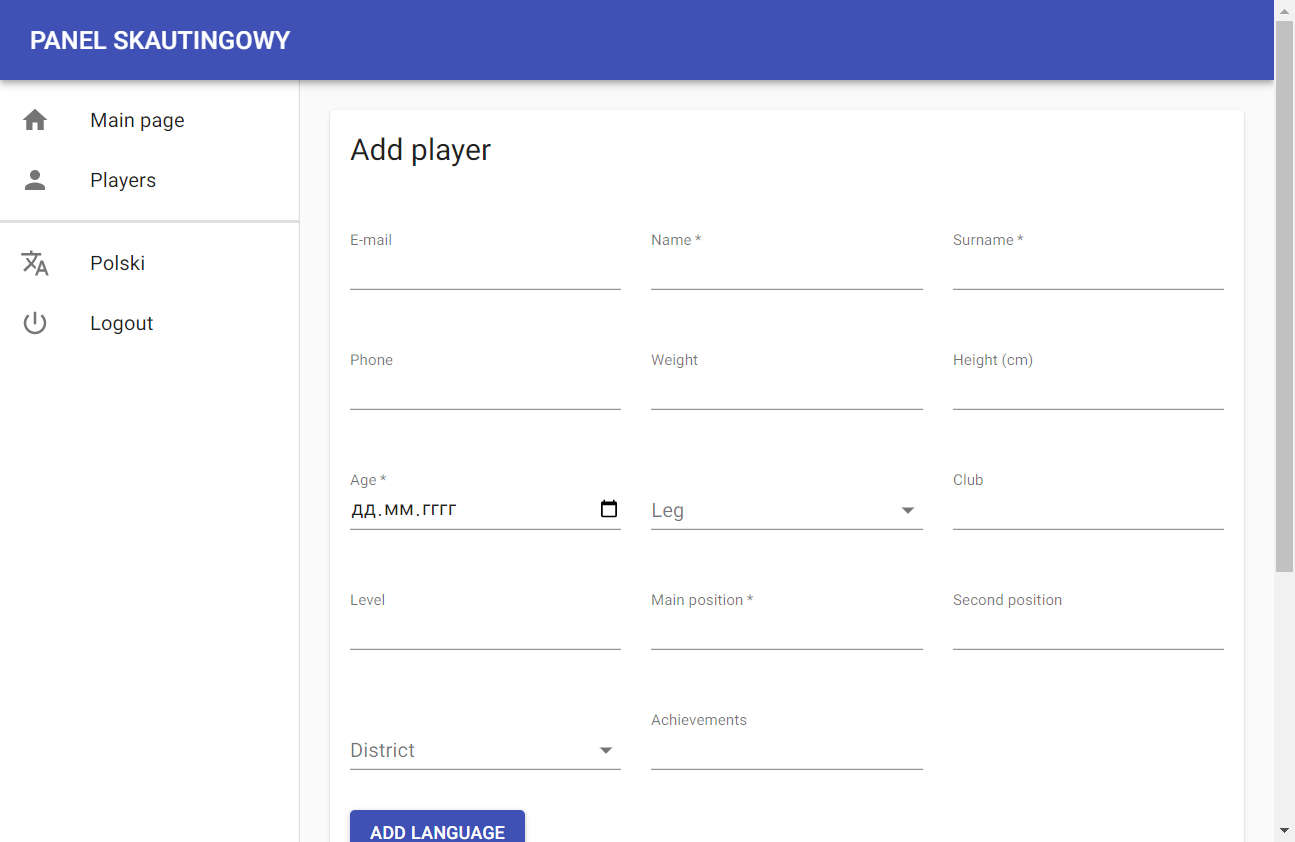 PANEL SKAUTINGOWY
Main page
Players
Polski
Logout
Add player
E-mail
Name *
Surname *
Phone
Weight
Height (cm)
Age *
дд.мм.гггг
Leg
Club
Level
Main position *
Second position
District
Achievements
ADD LANGUAGE